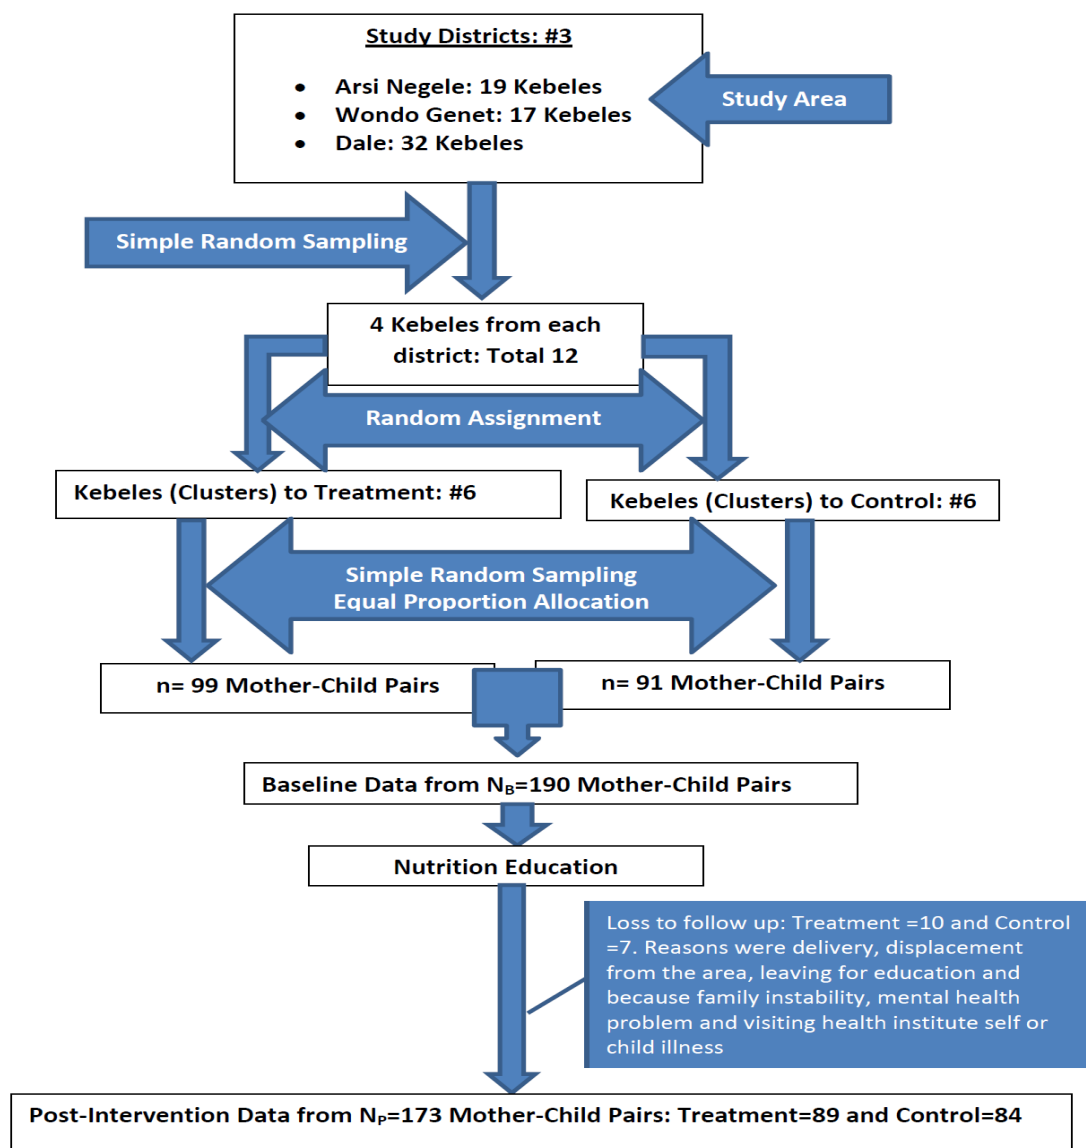 Study Districts: #3
• Arsi Negele: 19 Kebeles
• Wondo Genet: 17 Kebeles
• Dale: 32 Kebeles
Study Area
Simple Random Sampling
4 Kebeles from each
district: Total 12
Random Assignment
Kebeles (Clusters) to Treatment: #6
Kebeles (Clusters) to Control: #6
Simple Random Sampling
Equal Proportion Allocation
n= 99 Mother-Child Pairs
n= 91 Mother-Child Pairs
Baseline Data from NB=190 Mother-Child Pairs
Nutrition Education
Loss to follow up: Treatment =10 and Control
=7. Reasons were delivery, displacement
from the area, leaving for education and
because family instability, mental health
problem and visiting health institute self or
child illness
Post-Intervention Data from NP=173 Mother-Child Pairs: Treatment=89 and Control=84